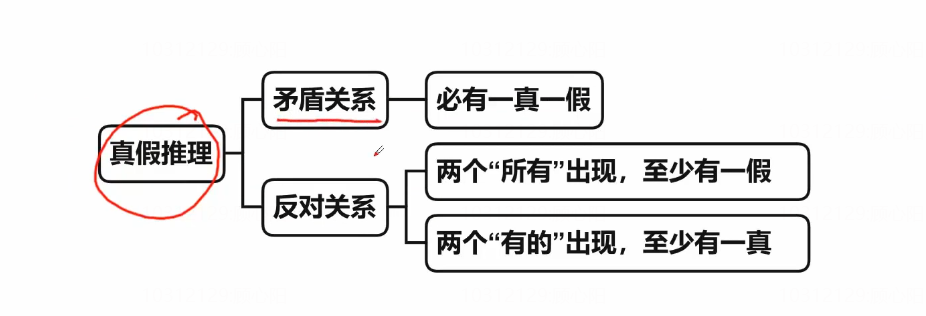 真假推理
矛盾关系
必有一真一假
反对关系
两个“所有”出现，至少有一假
两个“有的”出现，至少有一真